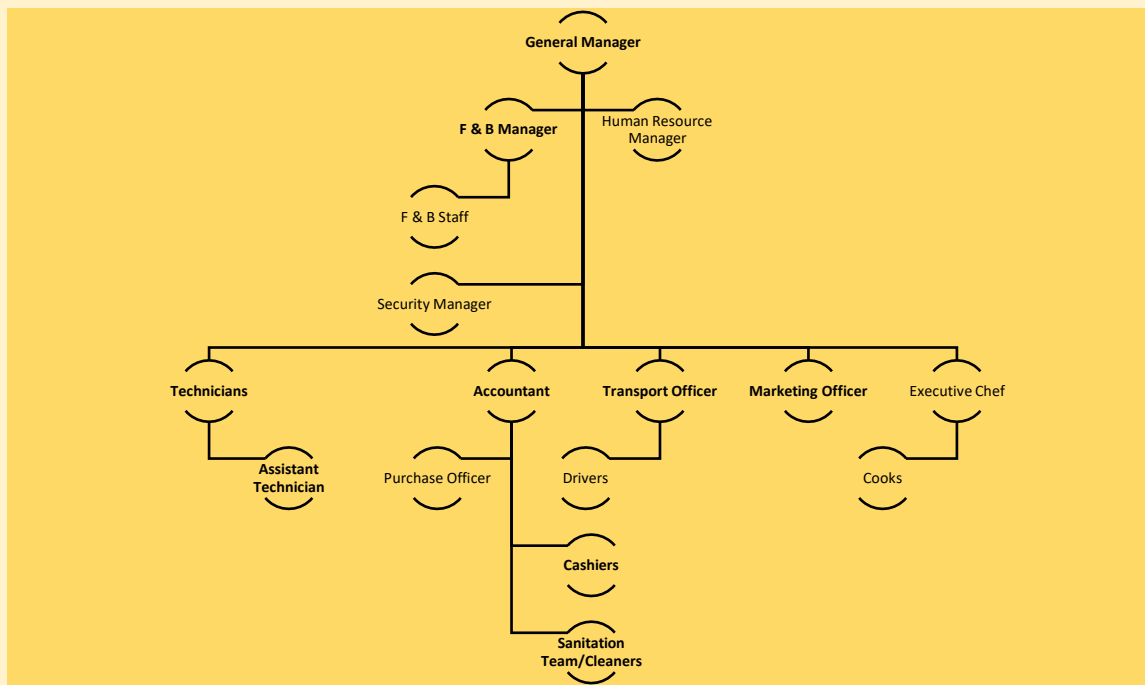 General Manager
F & B Manager
Human Resource
Manager
F & B Staff
Security Manager
Technicians
Accountant
Transport Officer
Marketing Officer
Executive Chef
Assistant
Technician
Purchase Officer
Drivers
Cooks
Cashiers
Sanitation
Team/Cleaners